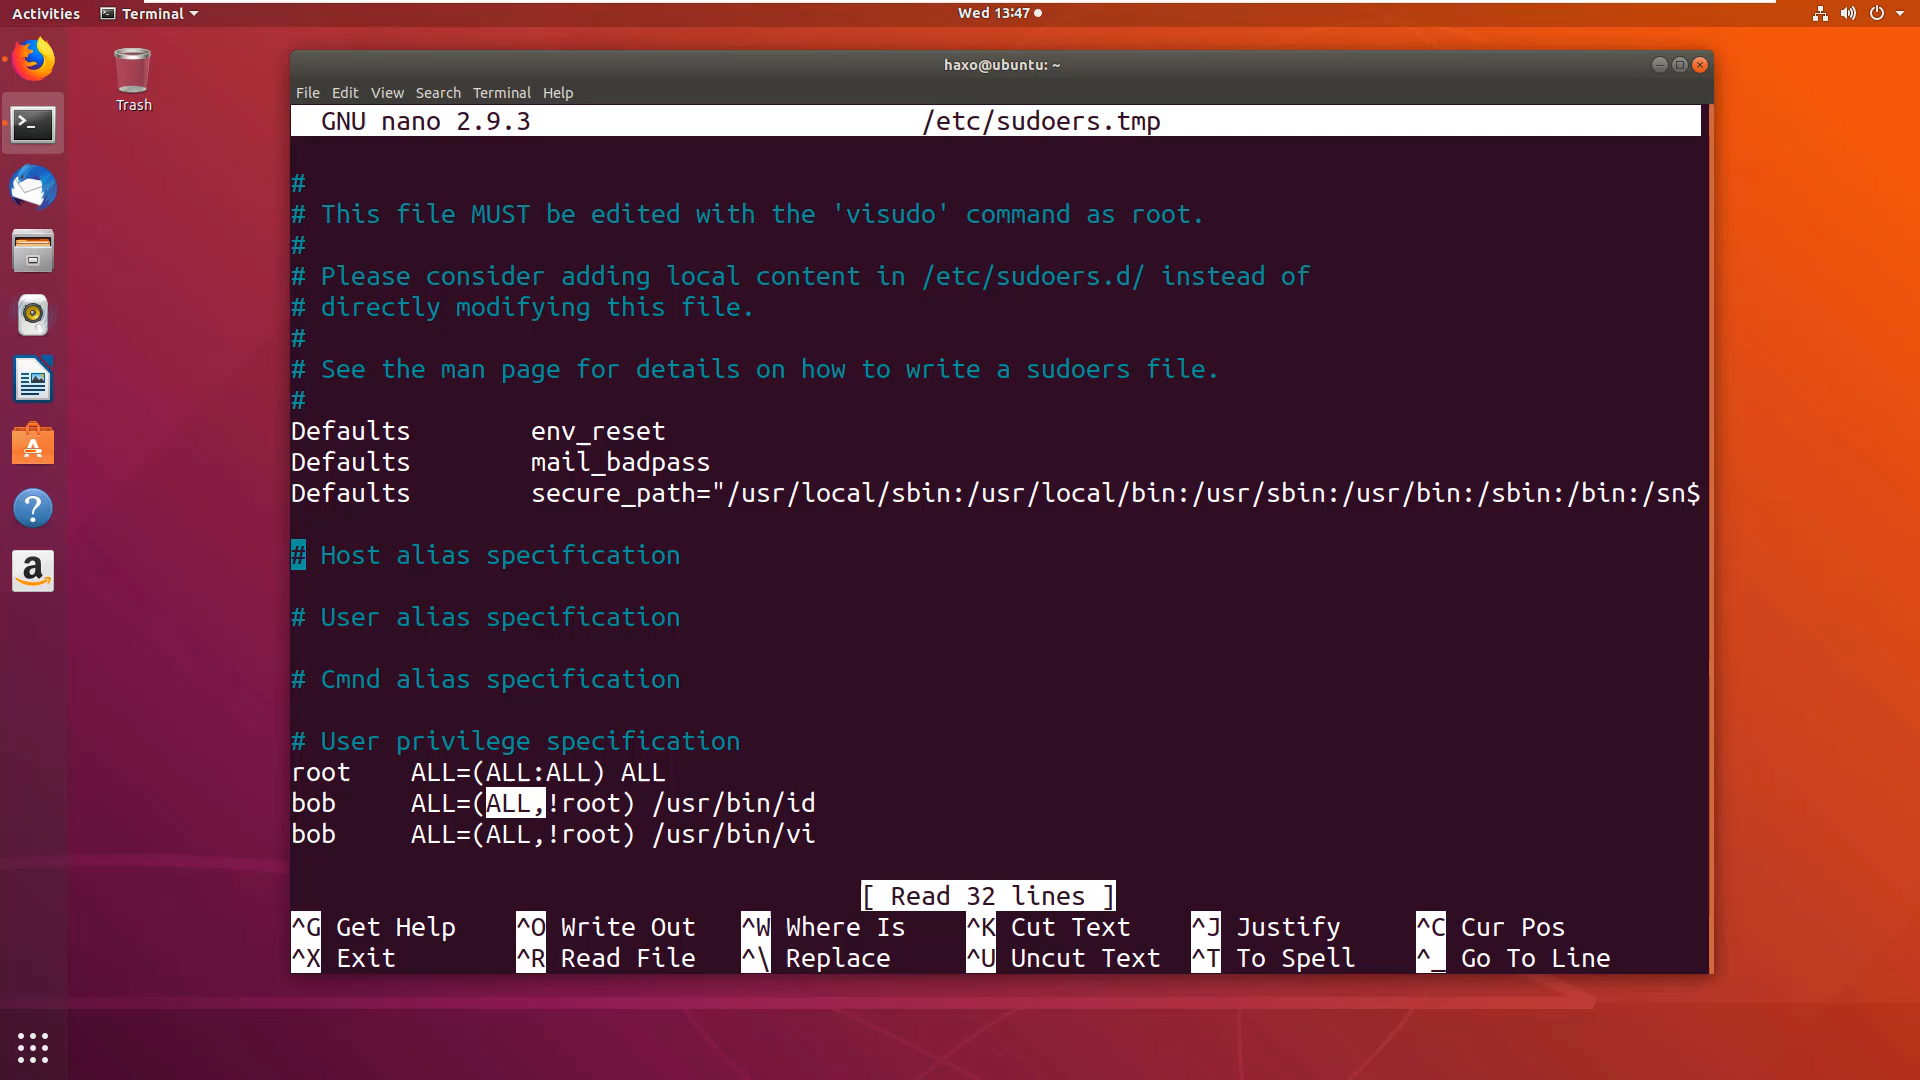 Activities Terminal Wed 13:47
Trash
haxo@ubuntu: ~
File Edit View Search Terminal Help
GNU nano 2.9.3 /etc/sudoers.tmp
#
# This file MUST be edited with the 'visudo' command as root.
#
# Please consider adding local content in /etc/sudoers.d/ instead of
# directly modifying this file.
#
# See the man page for details on how to write a sudoers file.
#
Defaults env_reset
Defaults mail_badpass
Defaults secure_path="/usr/local/sbin:/usr/local/bin:/usr/sbin:/usr/bin:/sbin:/bin:/sn$
# Host alias specification
# User alias specification
# Cmnd alias specification
# User privilege specification
root ALL=(ALL:ALL) ALL
bob ALL=(ALL,!root) /usr/bin/id
bob ALL=(ALL,!root) /usr/bin/vi
[ Read 32 lines ]
^G Get Help ^O Write Out ^W Where Is ^K Cut Text ^J Justify ^C Cur Pos
^X Exit ^R Read File ^\ Replace ^U Uncut Text ^T To Spell ^_ Go To Line